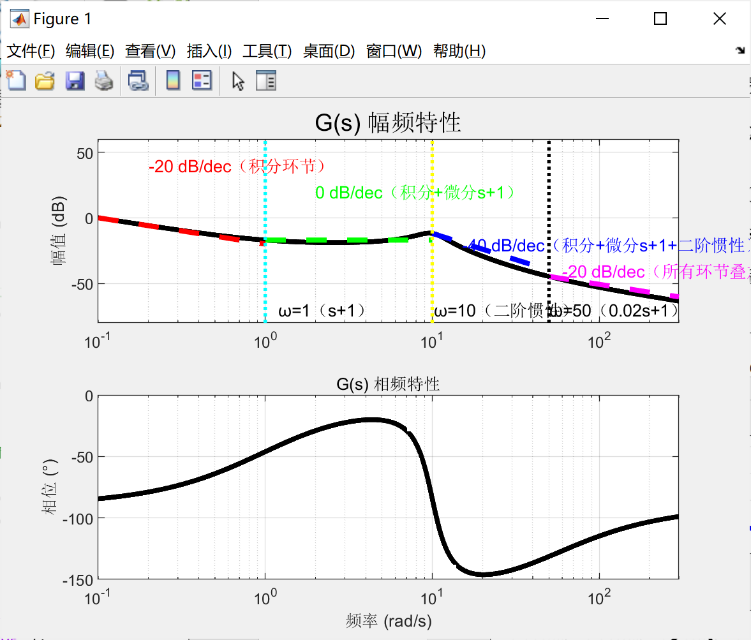 Figure 1
文件(F) 编辑(E) 查看(V) 插入(I) 工具(T) 桌面(D) 窗口(W) 帮助(H)
G(s) 幅频特性
幅值 (dB)
50
0
-50
-20 dB/dec（积分环节）
0 dB/dec（积分+微分s+1）
-40 dB/dec（积分+微分s+1+二阶惯性
-20 dB/dec（所有环节叠
ω=1（s+1） ω=10（二阶惯性） ω=50（0.02s+1）
10-1 100 101 102
G(s) 相频特性
相位 (°)
0
-50
-100
-150
10-1 100 101 102
频率 (rad/s)